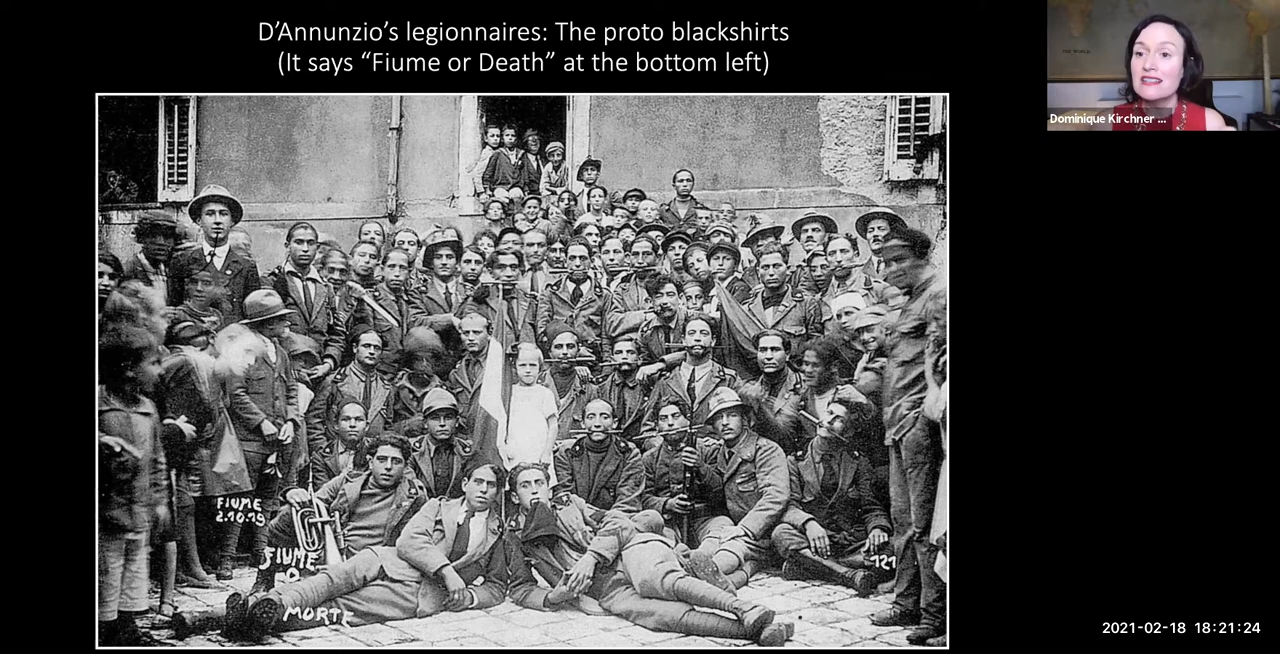 D’Annunzio’s legionnaires: The proto blackshirts
(It says “Fiume or Death” at the bottom left)
Dominique Kirchner ...
FIUME
2.10.19
FIUME
O
MORTE
121
2021-02-18 18:21:24